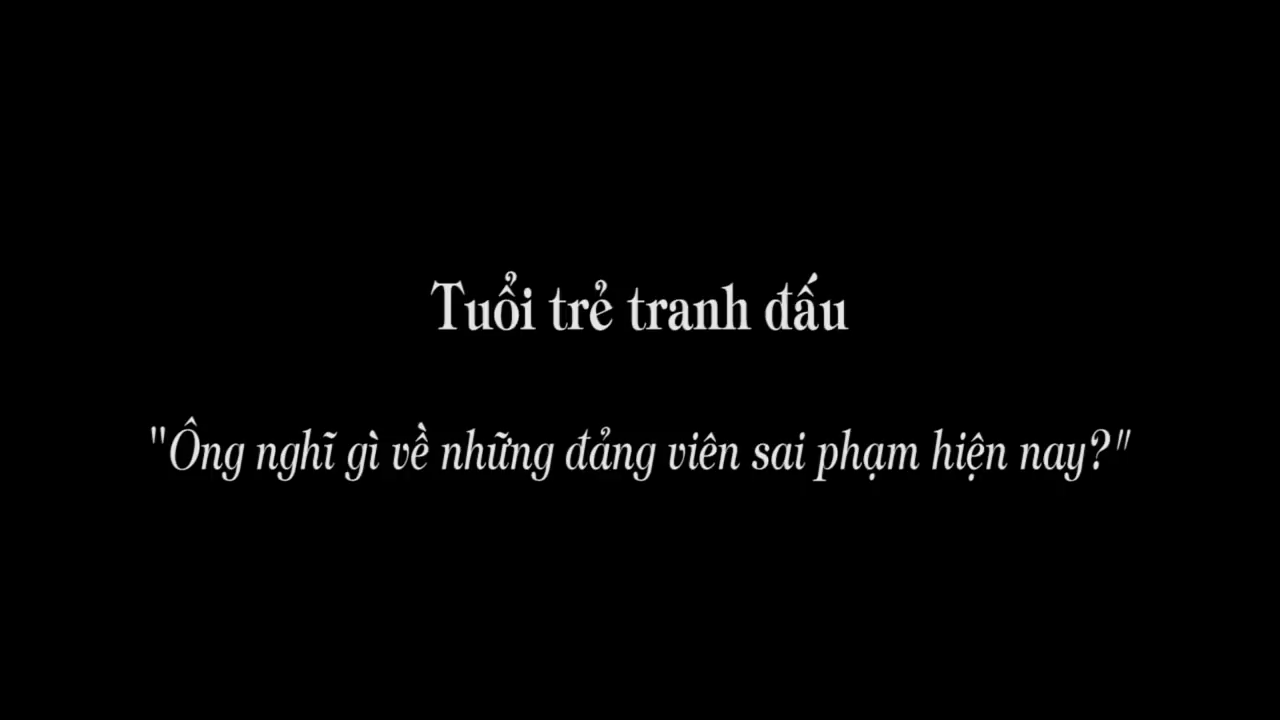 Tuổi trẻ tranh đấu
"Ông nghĩ gì về những đảng viên sai phạm hiện nay?"